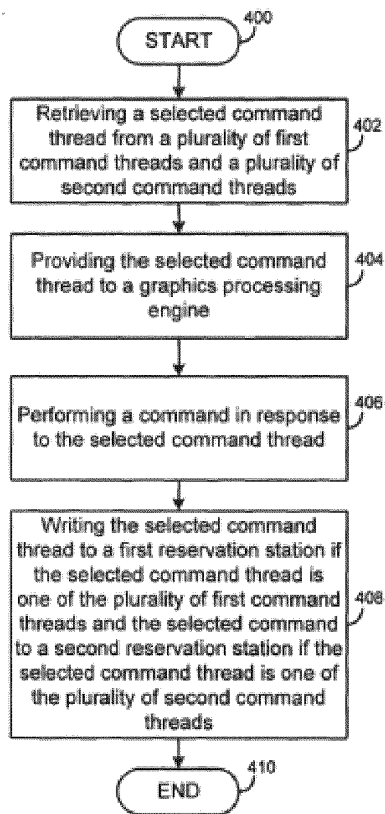 START
400
Retrieving a selected command
thread from a plurality of first
command threads and a plurality of
second command threads
402
Providing the selected command
thread to a graphics processing
engine
404
Performing a command in response
to the selected command thread
406
Writing the selected command
thread to a first reservation station if
the selected command thread is
one of the plurality of first command
threads and the selected command
to a second reservation station if the
selected command thread is one of
the plurality of second command
threads
408
END
410